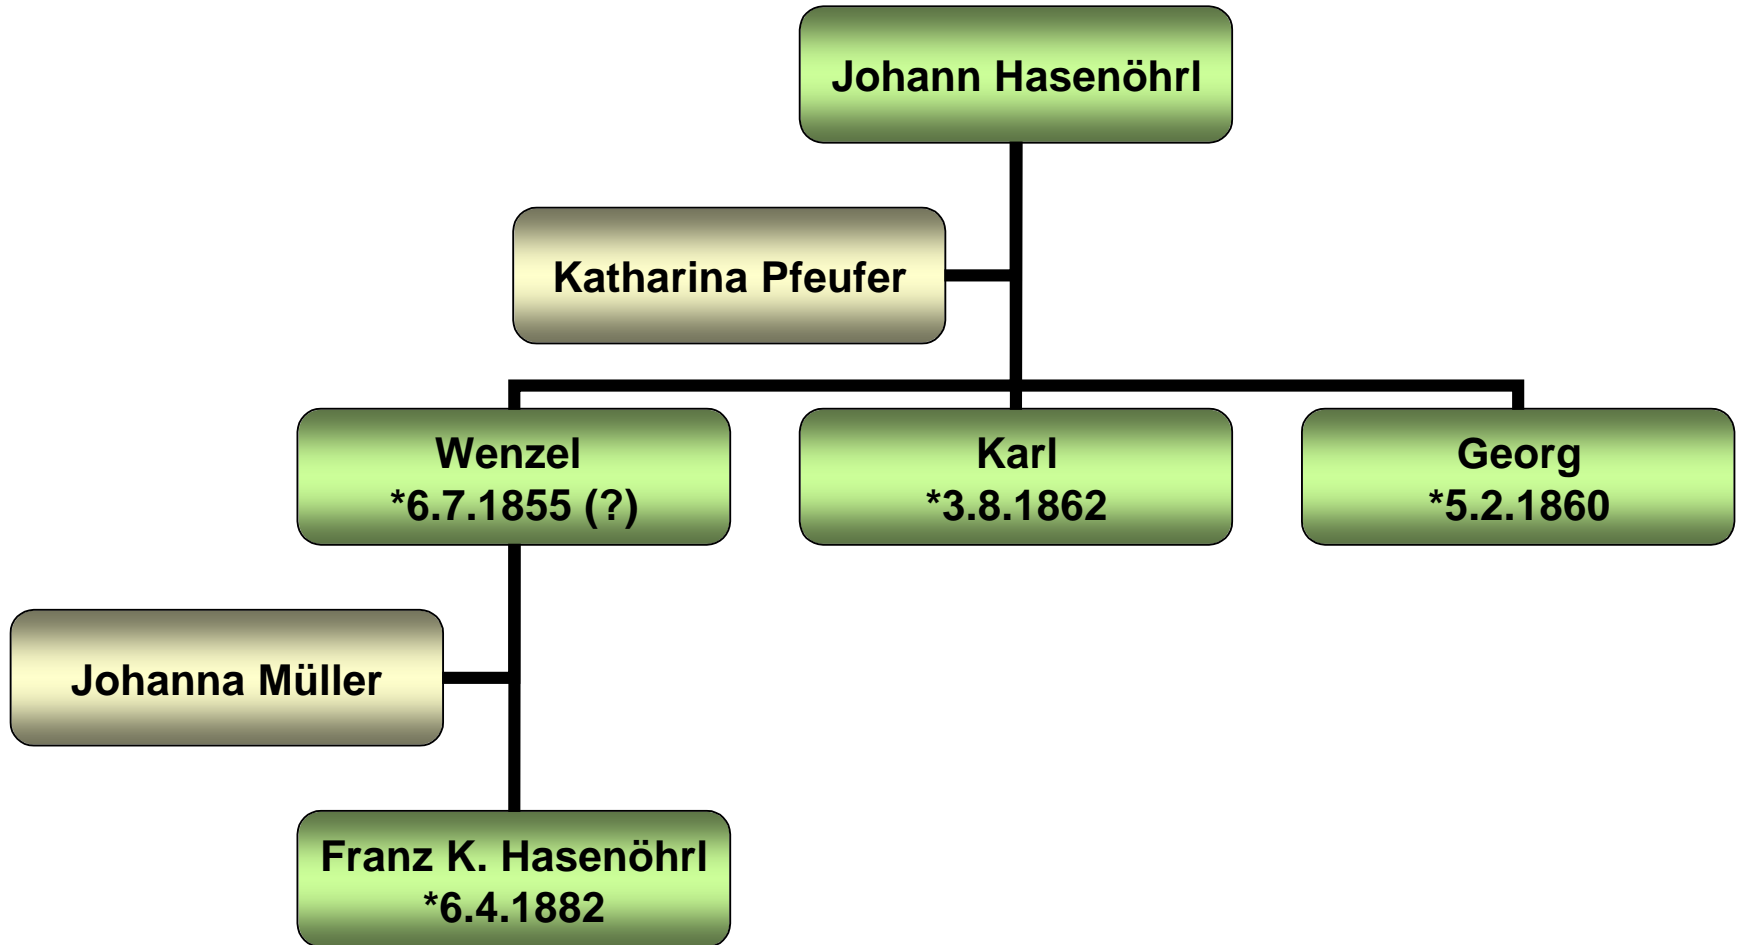 Johann Hasenöhrl
Katharina Pfeufer
Wenzel
*6.7.1855 (?)
Karl
*3.8.1862
Georg
*5.2.1860
Johanna Müller
Franz K. Hasenöhrl
*6.4.1882